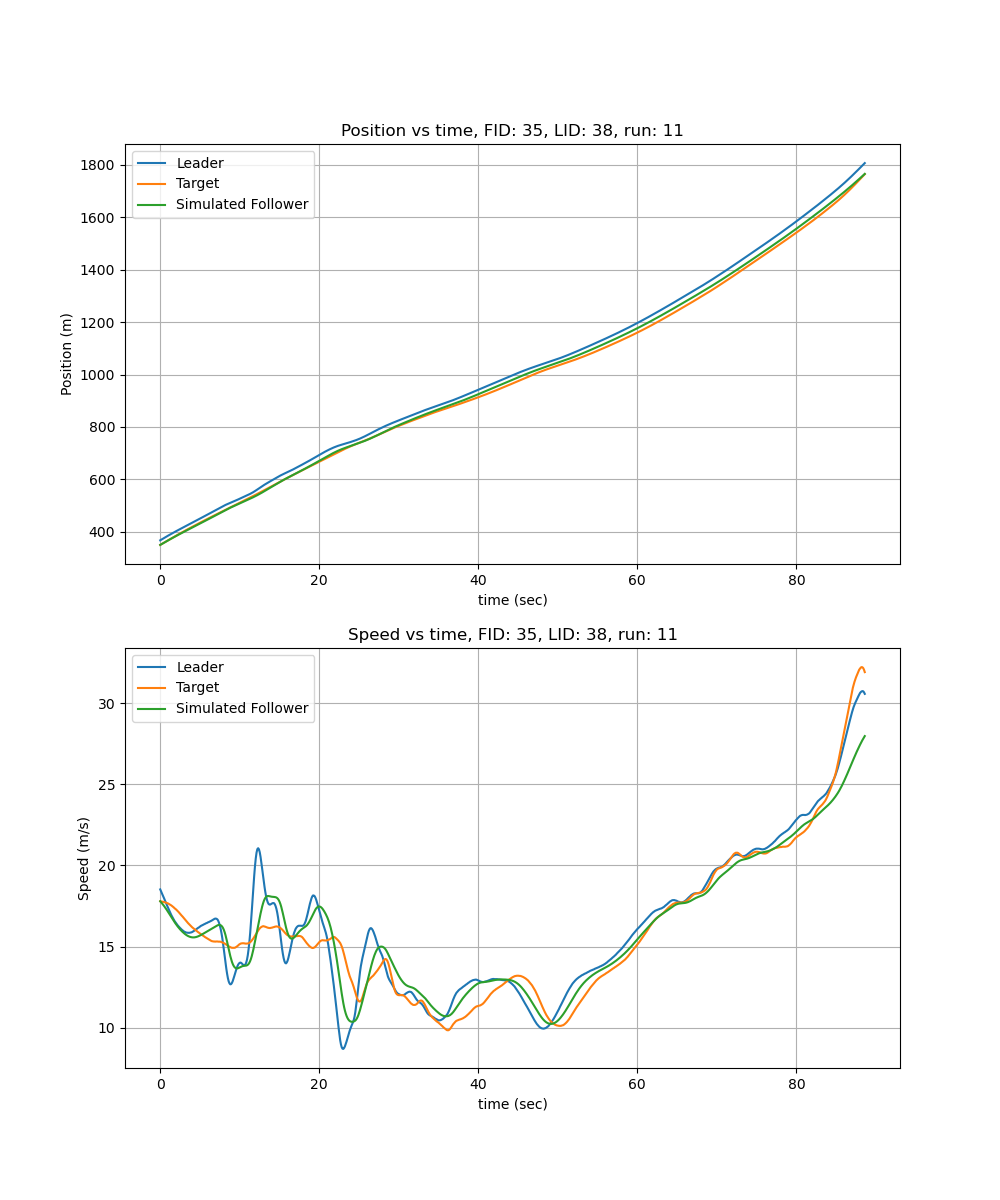 Position vs time, FID: 35, LID: 38, run: 11
Leader
Target
Simulated Follower
1800
1600
1400
1200
1000
800
600
400
Position (m)
0 20 40 60 80
time (sec)
Speed vs time, FID: 35, LID: 38, run: 11
Leader
Target
Simulated Follower
30
25
20
15
10
Speed (m/s)
0 20 40 60 80
time (sec)